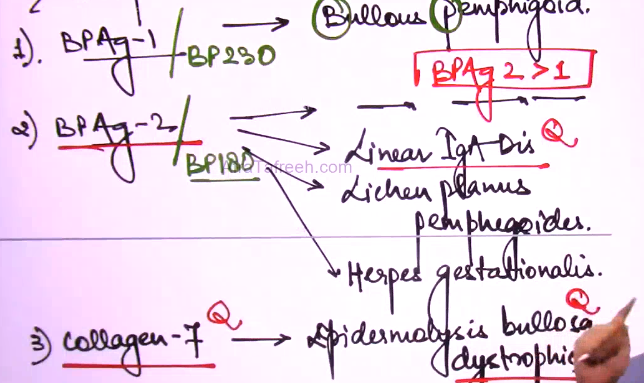 1). BPAg-1 / BP230 → Bullous pemphigoid.
BPAg 2 > 1
2) BPAg-2 / BP180 →
→ Linear IgA Dis Q
→ Lichen planus
pemphegoides.
→ Herpes gestationalis.
3) Collagen-7 Q → Epidermolysis bullosa Q
dystrophic